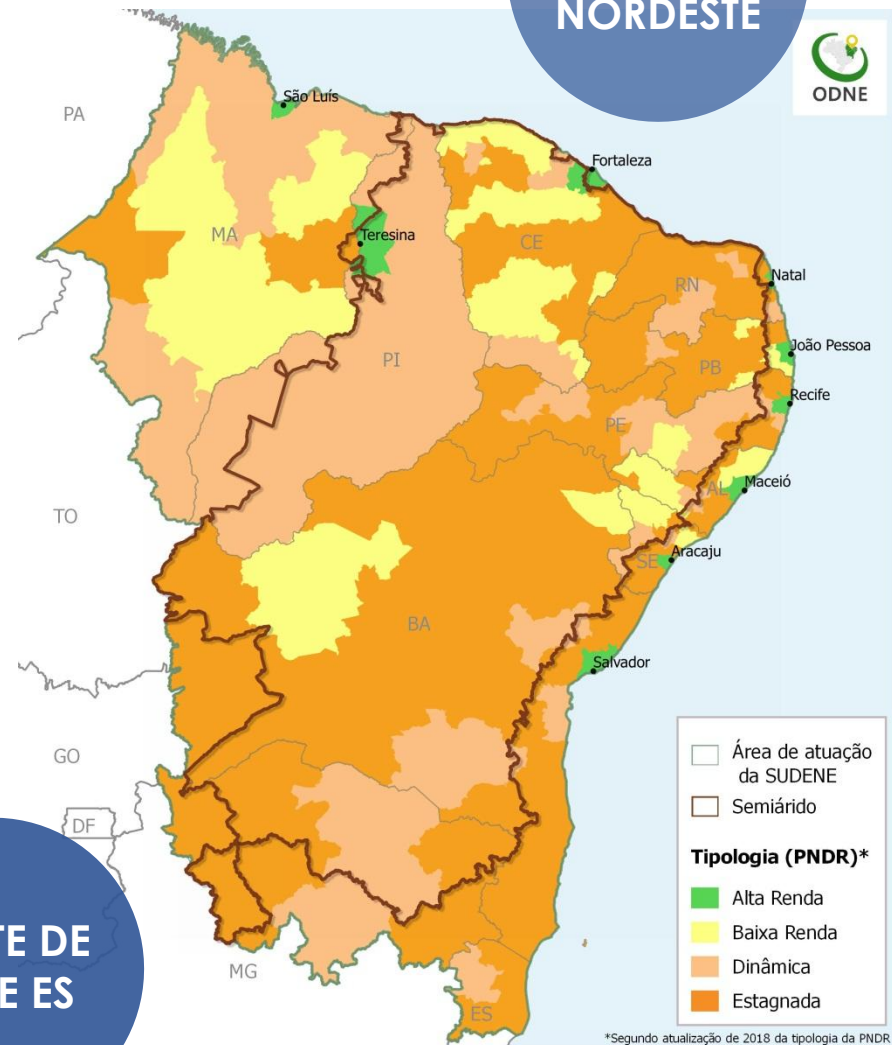 NORDESTE
ODNE
PA
São Luís
Fortaleza
MA
Teresina
CE
Natal
RN
João Pessoa
PI
PB
Recife
PE
Maceió
AL
TO
Aracaju
SE
BA
Salvador
GO
DF
TE DE
E ES
MG
ES
Área de atuação
da SUDENE
Semiárido
Tipologia (PNDR)*
Alta Renda
Baixa Renda
Dinâmica
Estagnada
*Segundo atualização de 2018 da tipologia da PNDR